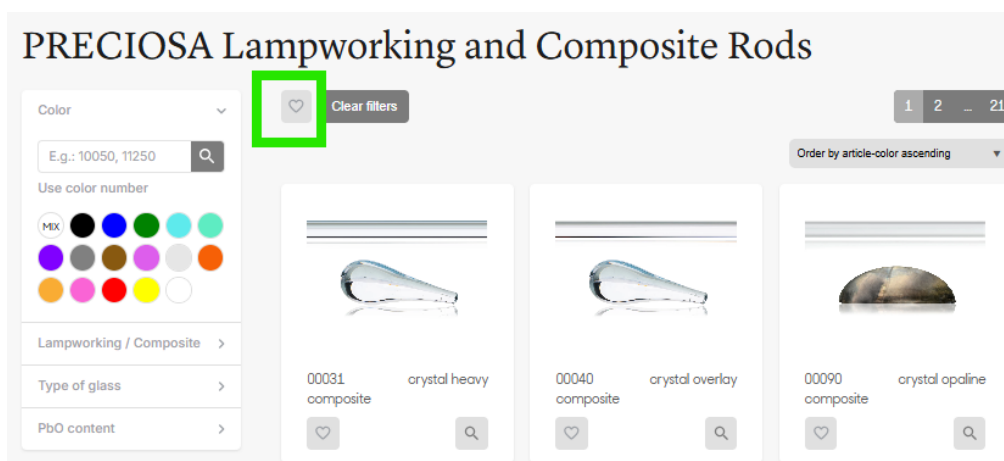 PRECIOSA Lampworking and Composite Rods
Color
Clear filters
1 2 ... 21
E.g.: 10050, 11250
Order by article-color ascending
Use color number
MIX
Lampworking / Composite
Type of glass
PbO content
00031 crystal heavy
composite
00040 crystal overlay
composite
00090 crystal opaline
composite